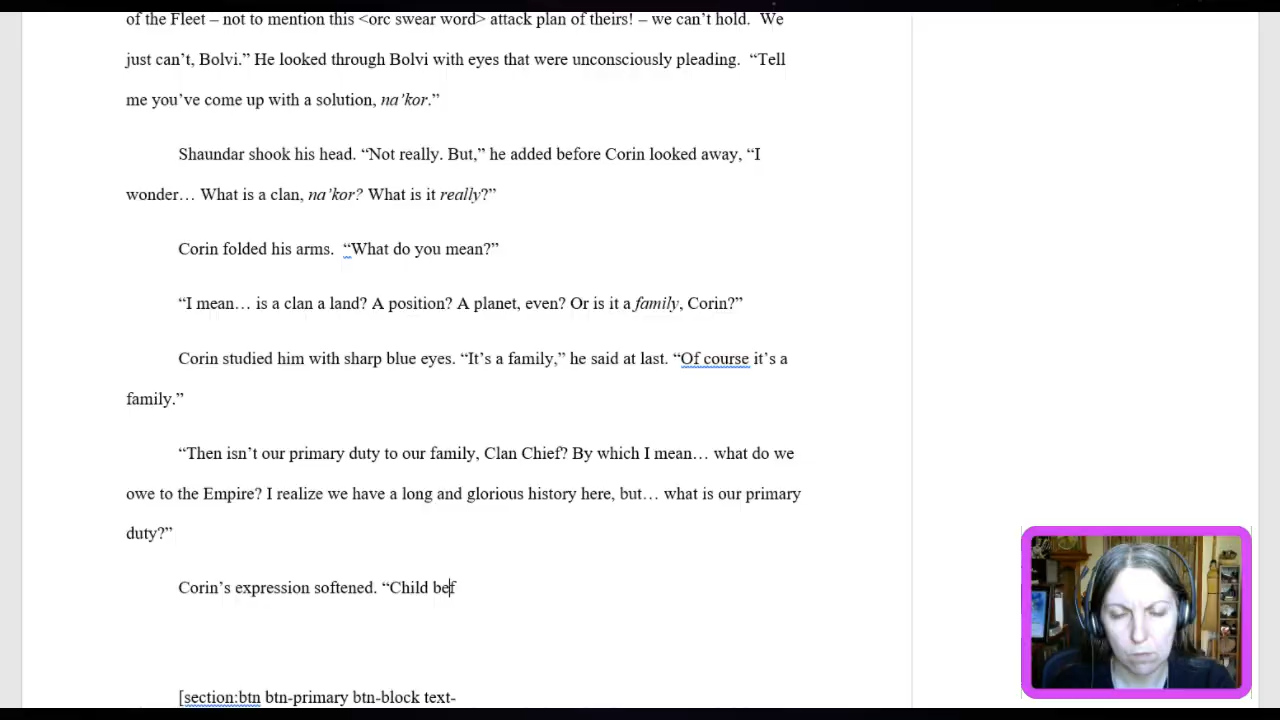 of the Fleet – not to mention this <orc swear word> attack plan of theirs! – we can’t hold.  We
just can’t, Bolvi.” He looked through Bolvi with eyes that were unconsciously pleading.  “Tell
me you’ve come up with a solution, na’kor.”
Shaundar shook his head. “Not really. But,” he added before Corin looked away, “I
wonder… What is a clan, na’kor? What is it really?”
Corin folded his arms.  “What do you mean?”
“I mean… is a clan a land? A position? A planet, even? Or is it a family, Corin?”
Corin studied him with sharp blue eyes. “It’s a family,” he said at last. “Of course it’s a
family.”
“Then isn’t our primary duty to our family, Clan Chief? By which I mean… what do we
owe to the Empire? I realize we have a long and glorious history here, but… what is our primary
duty?”
Corin’s expression softened. “Child bef
[section:btn btn-primary btn-block text-